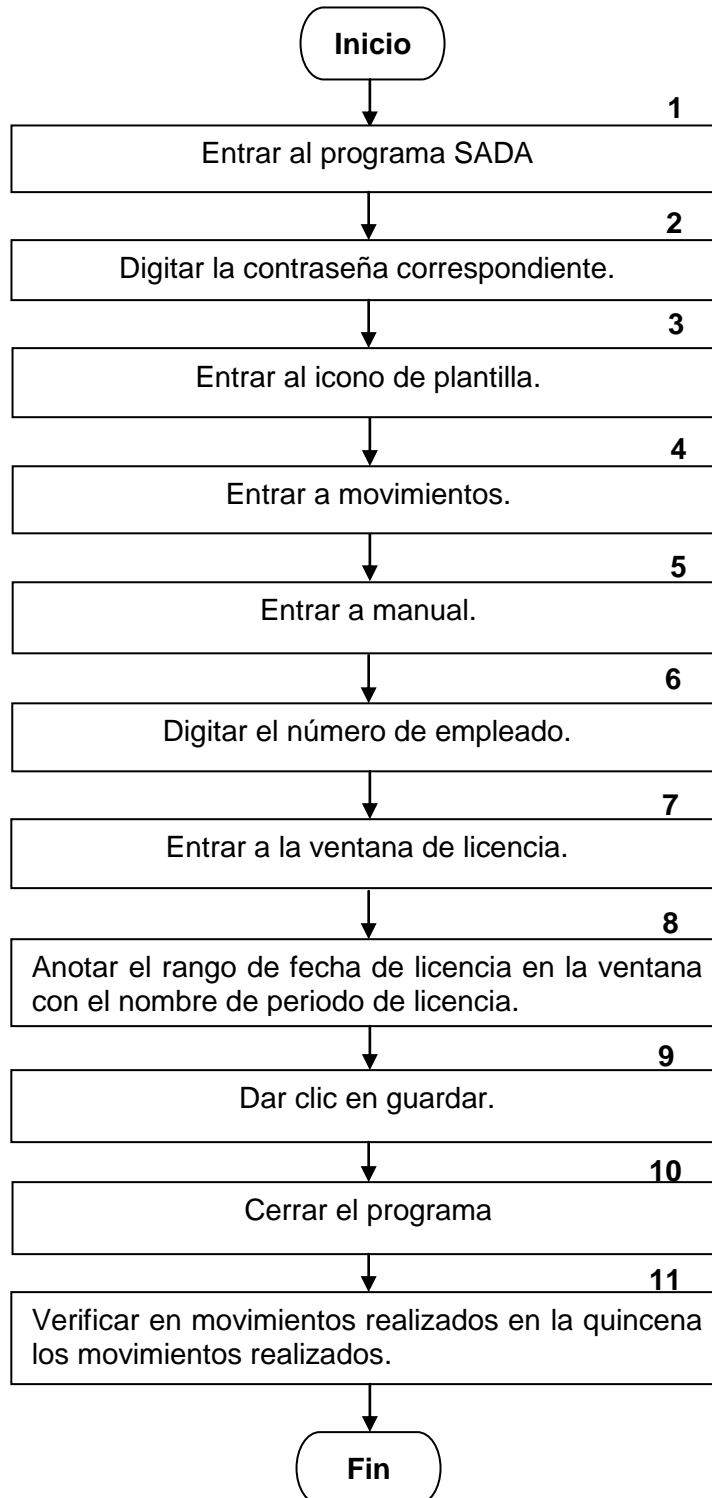 Inicio
1
Entrar al programa SADA
2
Digitar la contraseña correspondiente.
3
Entrar al icono de plantilla.
4
Entrar a movimientos.
5
Entrar a manual.
6
Digitar el número de empleado.
7
Entrar a la ventana de licencia.
8
Anotar el rango de fecha de licencia en la ventana
con el nombre de periodo de licencia.
9
Dar clic en guardar.
10
Cerrar el programa
11
Verificar en movimientos realizados en la quincena
los movimientos realizados.
Fin